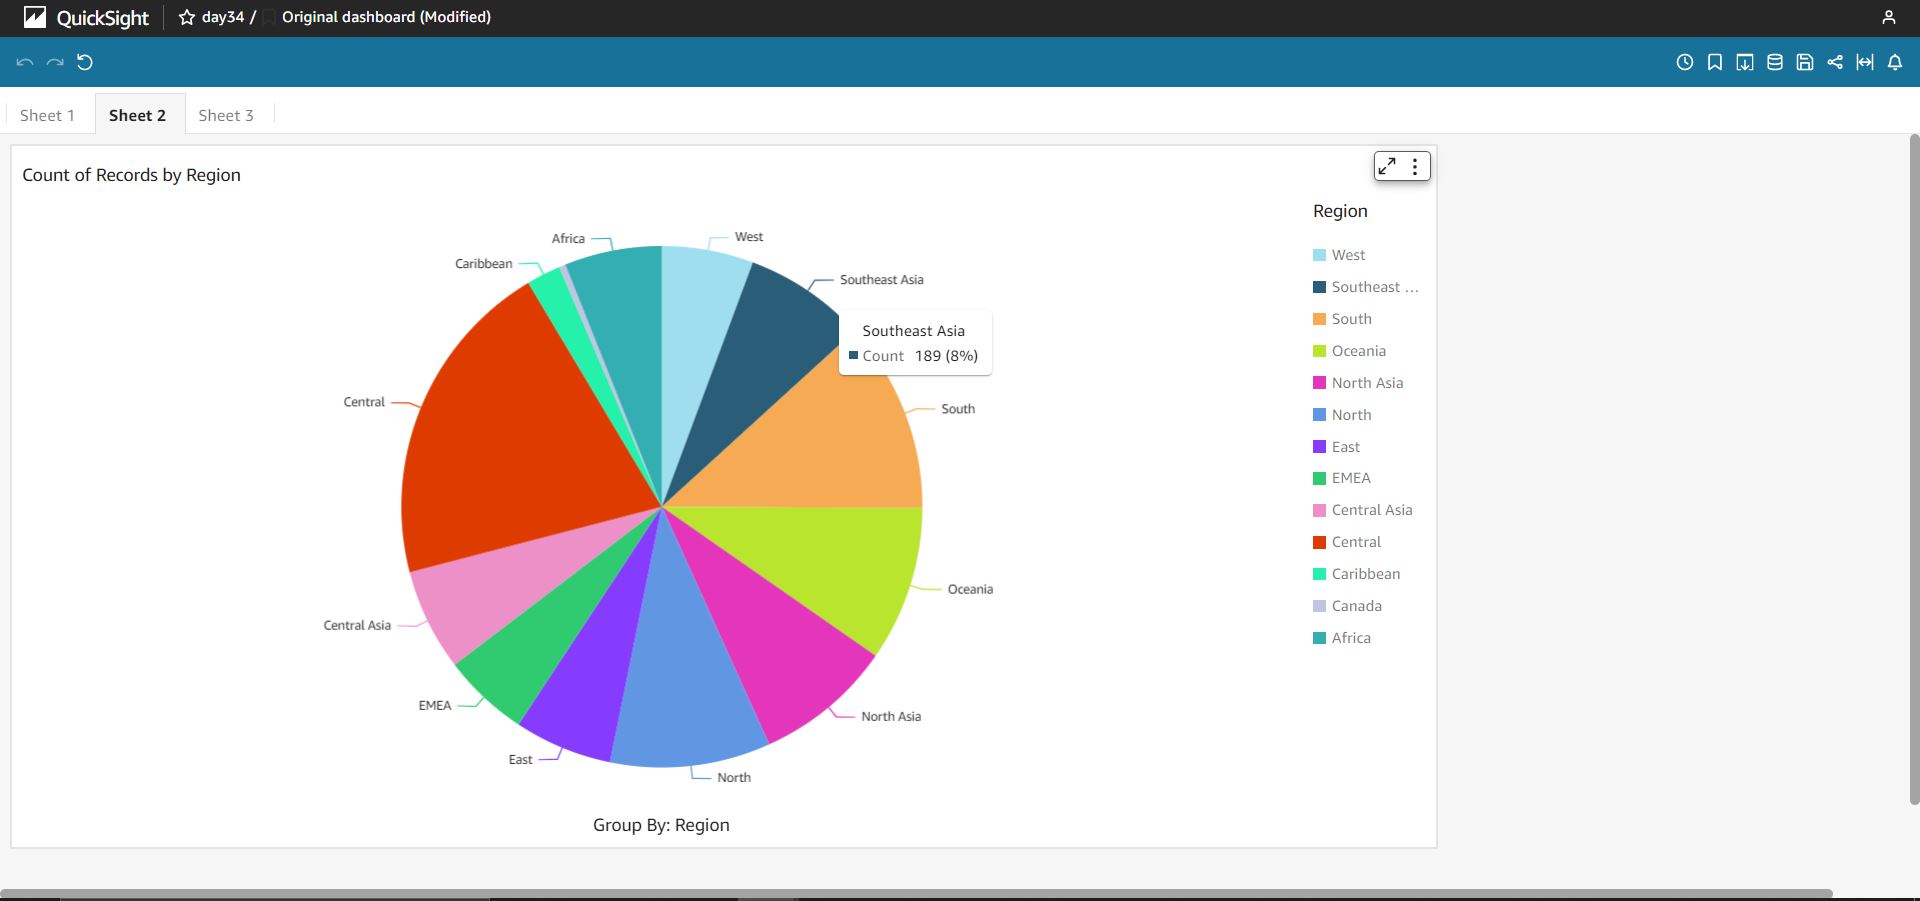 QuickSight day34 / Original dashboard (Modified)
Sheet 1 Sheet 2 Sheet 3
Count of Records by Region
Africa
West
Caribbean
Southeast Asia
Southeast Asia
Count 189 (8%)
Central
South
Oceania
Central Asia
EMEA
North Asia
East
North
Group By: Region
Region
West
Southeast ...
South
Oceania
North Asia
North
East
EMEA
Central Asia
Central
Caribbean
Canada
Africa